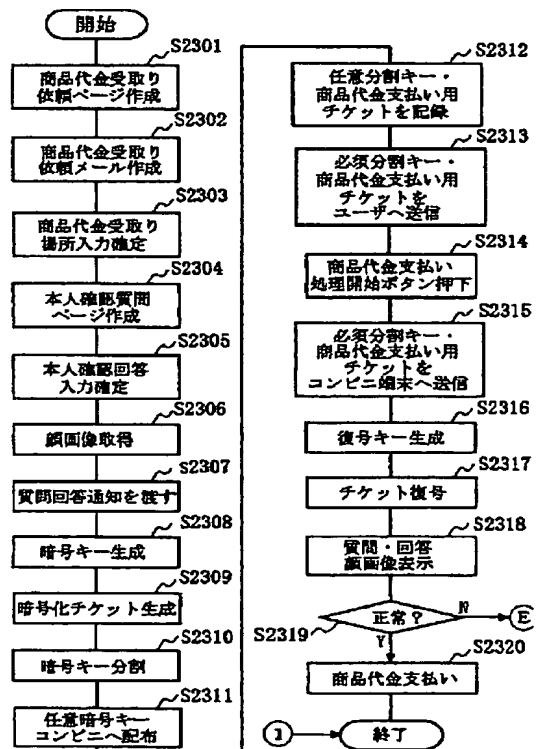 開始
S2301
商品代金受取り
依頼ページ作成
S2302
商品代金受取り
依頼メール作成
S2303
商品代金受取り
場所入力確定
S2304
本人確認質問
ページ作成
S2305
本人確認回答
入力確定
S2306
顔画像取得
S2307
質問回答通知を渡す
S2308
暗号キー生成
S2309
暗号化チケット生成
S2310
暗号キー分割
S2311
任意暗号キー
コンビニへ配布
S2312
任意分割キー・
商品代金支払い用
チケットを記録
S2313
必須分割キー・
商品代金支払い用
チケットを
ユーザへ送信
S2314
商品代金支払い
処理開始ボタン押下
S2315
必須分割キー・
商品代金支払い用
チケットを
コンビニ端末へ送信
S2316
復号キー生成
S2317
チケット復号
S2318
質問・回答
顔画像表示
正常?
N
E
S2319
Y
S2320
商品代金支払い
1
終了